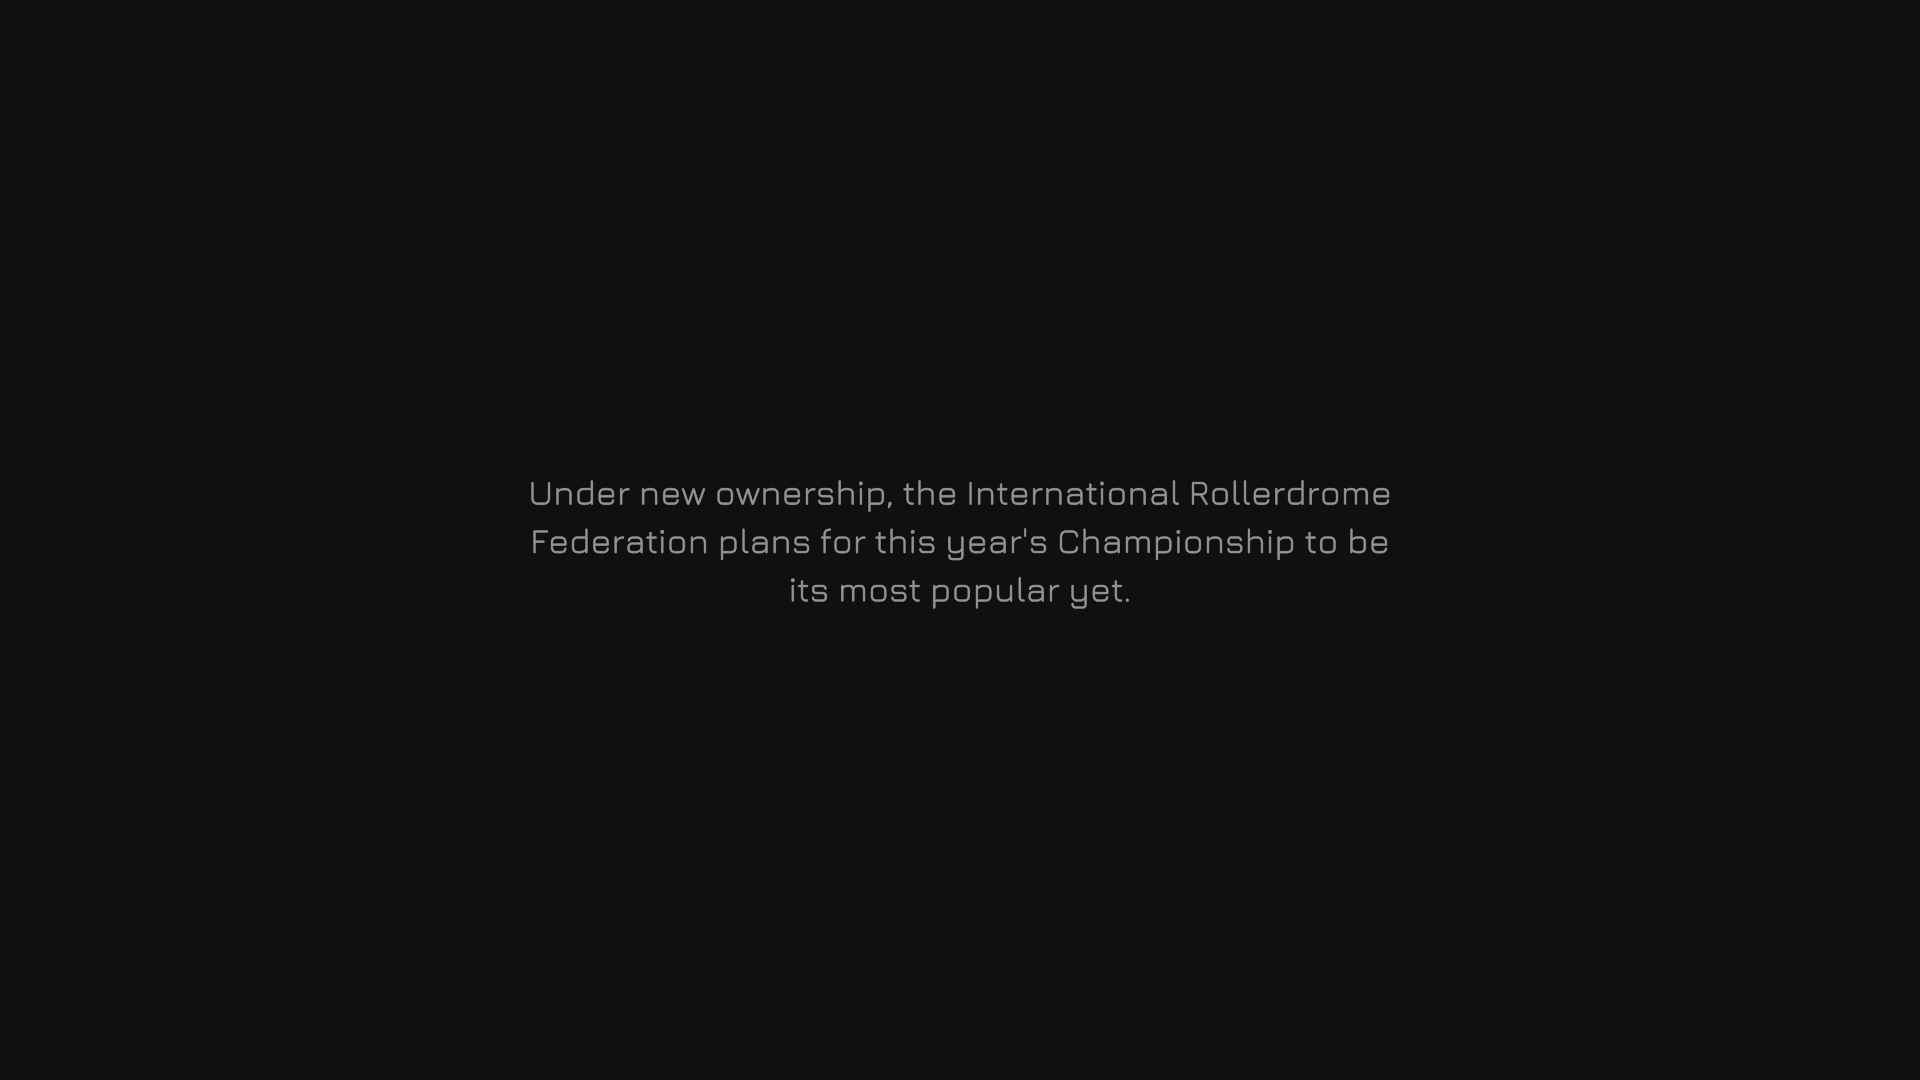 Under new ownership, the International Rollerdrome
Federation plans for this year's Championship to be
its most popular yet.